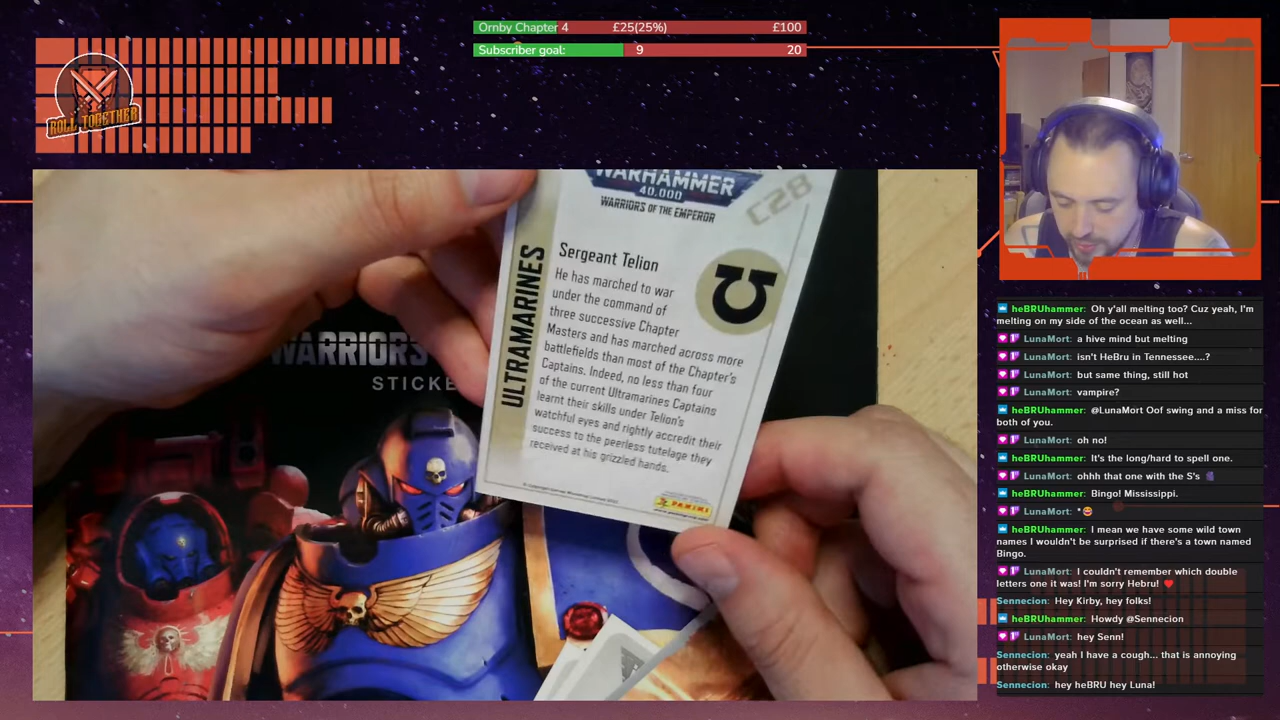 Ornby Chapter 4 £25(25%) £100
Subscriber goal: 9 20
ROLL TOGETHER
WARHAMMER
40,000
WARRIORS OF THE EMPEROR
C28
ULTRAMARINES
Sergeant Telion
He has marched to war
under the command of
three successive Chapter
Masters and has marched across more
battlefields than most of the Chapter's
Captains. Indeed, no less than four
of the current Ultramarines Captains
learnt their skills under Telion's
watchful eyes and rightly accredit their
success to the peerless tutelage they
received at his grizzled hands.
PANINI
WARRIORS
STICKE
heBRUhammer: Oh y'all melting too? Cuz yeah, I'm
melting on my side of the ocean as well...
LunaMort: a hive mind but melting
LunaMort: isn't HeBru in Tennessee....?
LunaMort: but same thing, still hot
LunaMort: vampire?
heBRUhammer: @LunaMort Oof swing and a miss for
both of you.
LunaMort: oh no!
heBRUhammer: It's the long/hard to spell one.
LunaMort: ohhh that one with the S's
heBRUhammer: Bingo! Mississippi.
LunaMort: *
heBRUhammer: I mean we have some wild town
names I wouldn't be surprised if there's a town named
Bingo.
LunaMort: I couldn't remember which double
letters one it was! I'm sorry Hebru!
Sennecion: Hey Kirby, hey folks!
heBRUhammer: Howdy @Sennecion
LunaMort: hey Senn!
Sennecion: yeah I have a cough... that is annoying
otherwise okay
Sennecion: hey heBRU hey Luna!